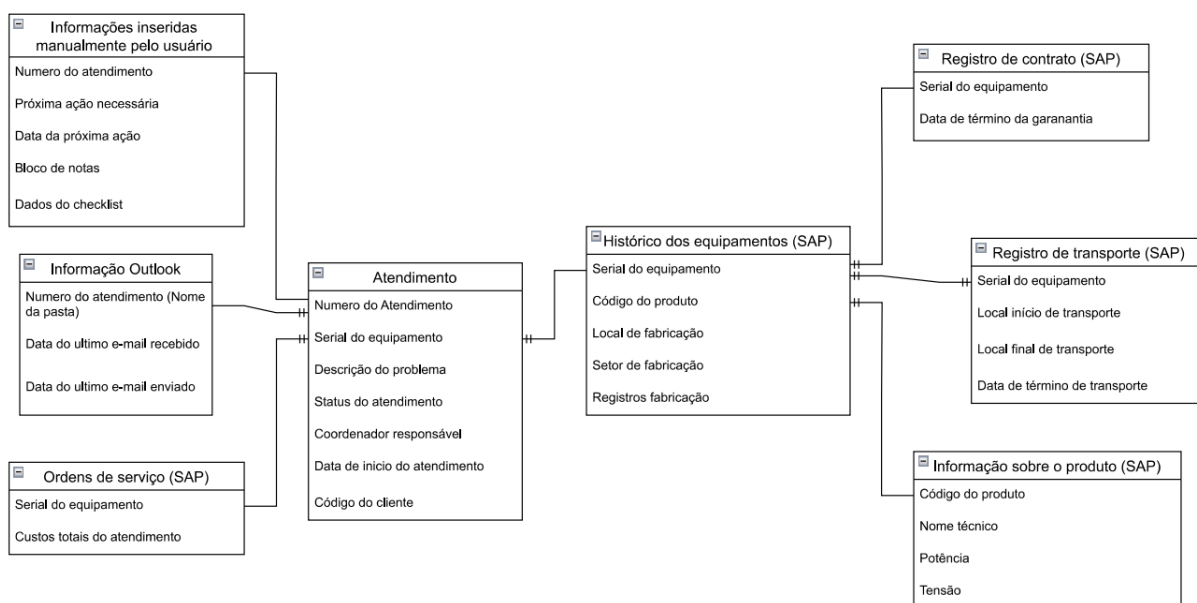 Informações inseridas
manualmente pelo usuário
Numero do atendimento
Próxima ação necessária
Data da próxima ação
Bloco de notas
Dados do checklist
Informação Outlook
Numero do atendimento (Nome
da pasta)
Data do ultimo e-mail recebido
Data do ultimo e-mail enviado
Ordens de serviço (SAP)
Serial do equipamento
Custos totais do atendimento
Atendimento
Numero do Atendimento
Serial do equipamento
Descrição do problema
Status do atendimento
Coordenador responsável
Data de inicio do atendimento
Código do cliente
Histórico dos equipamentos (SAP)
Serial do equipamento
Código do produto
Local de fabricação
Setor de fabricação
Registros fabricação
Registro de contrato (SAP)
Serial do equipamento
Data de término da garanantia
Registro de transporte (SAP)
Serial do equipamento
Local início de transporte
Local final de transporte
Data de término de transporte
Informação sobre o produto (SAP)
Código do produto
Nome técnico
Potência
Tensão